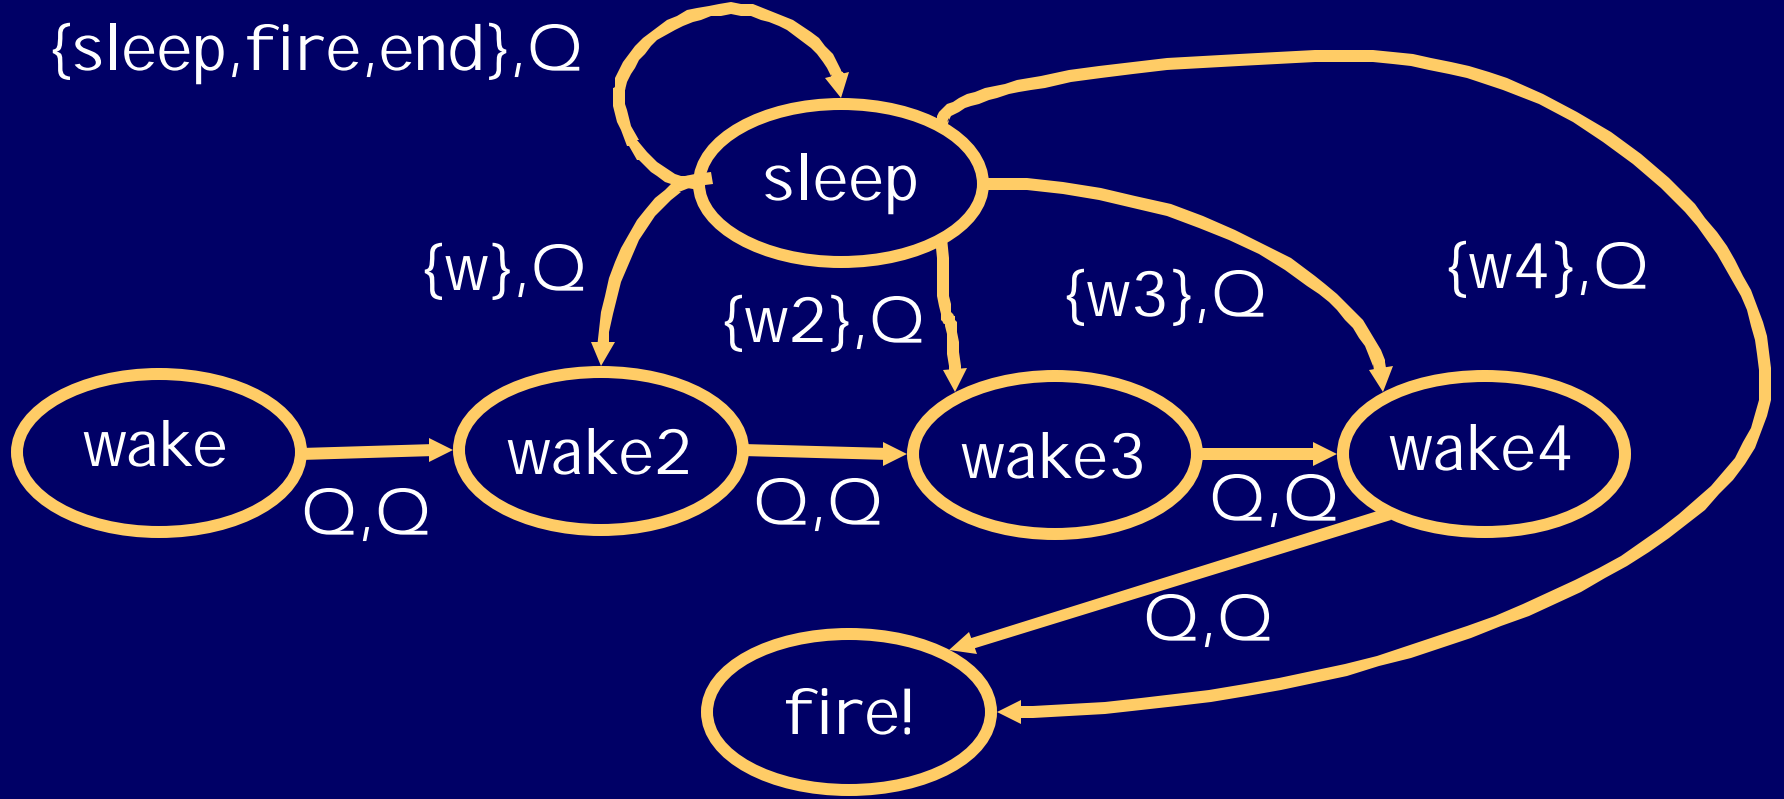 {sleep,fire,end},Q
sleep
{w},Q
{w2},Q
{w3},Q
{w4},Q
wake
wake2
wake3
wake4
Q,Q
Q,Q
Q,Q
Q,Q
fire!